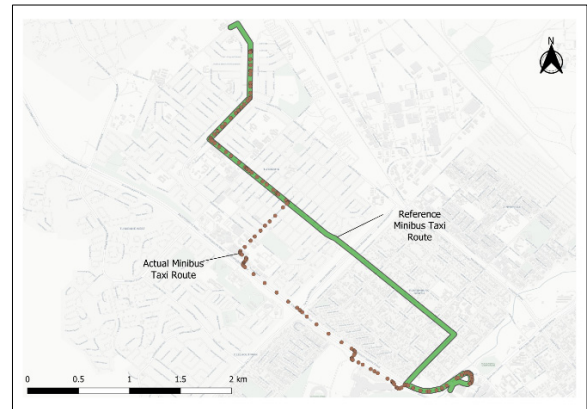 N
Reference
Minibus Taxi
Route
Actual Minibus
Taxi Route
0 0.5 1 1.5 2 km